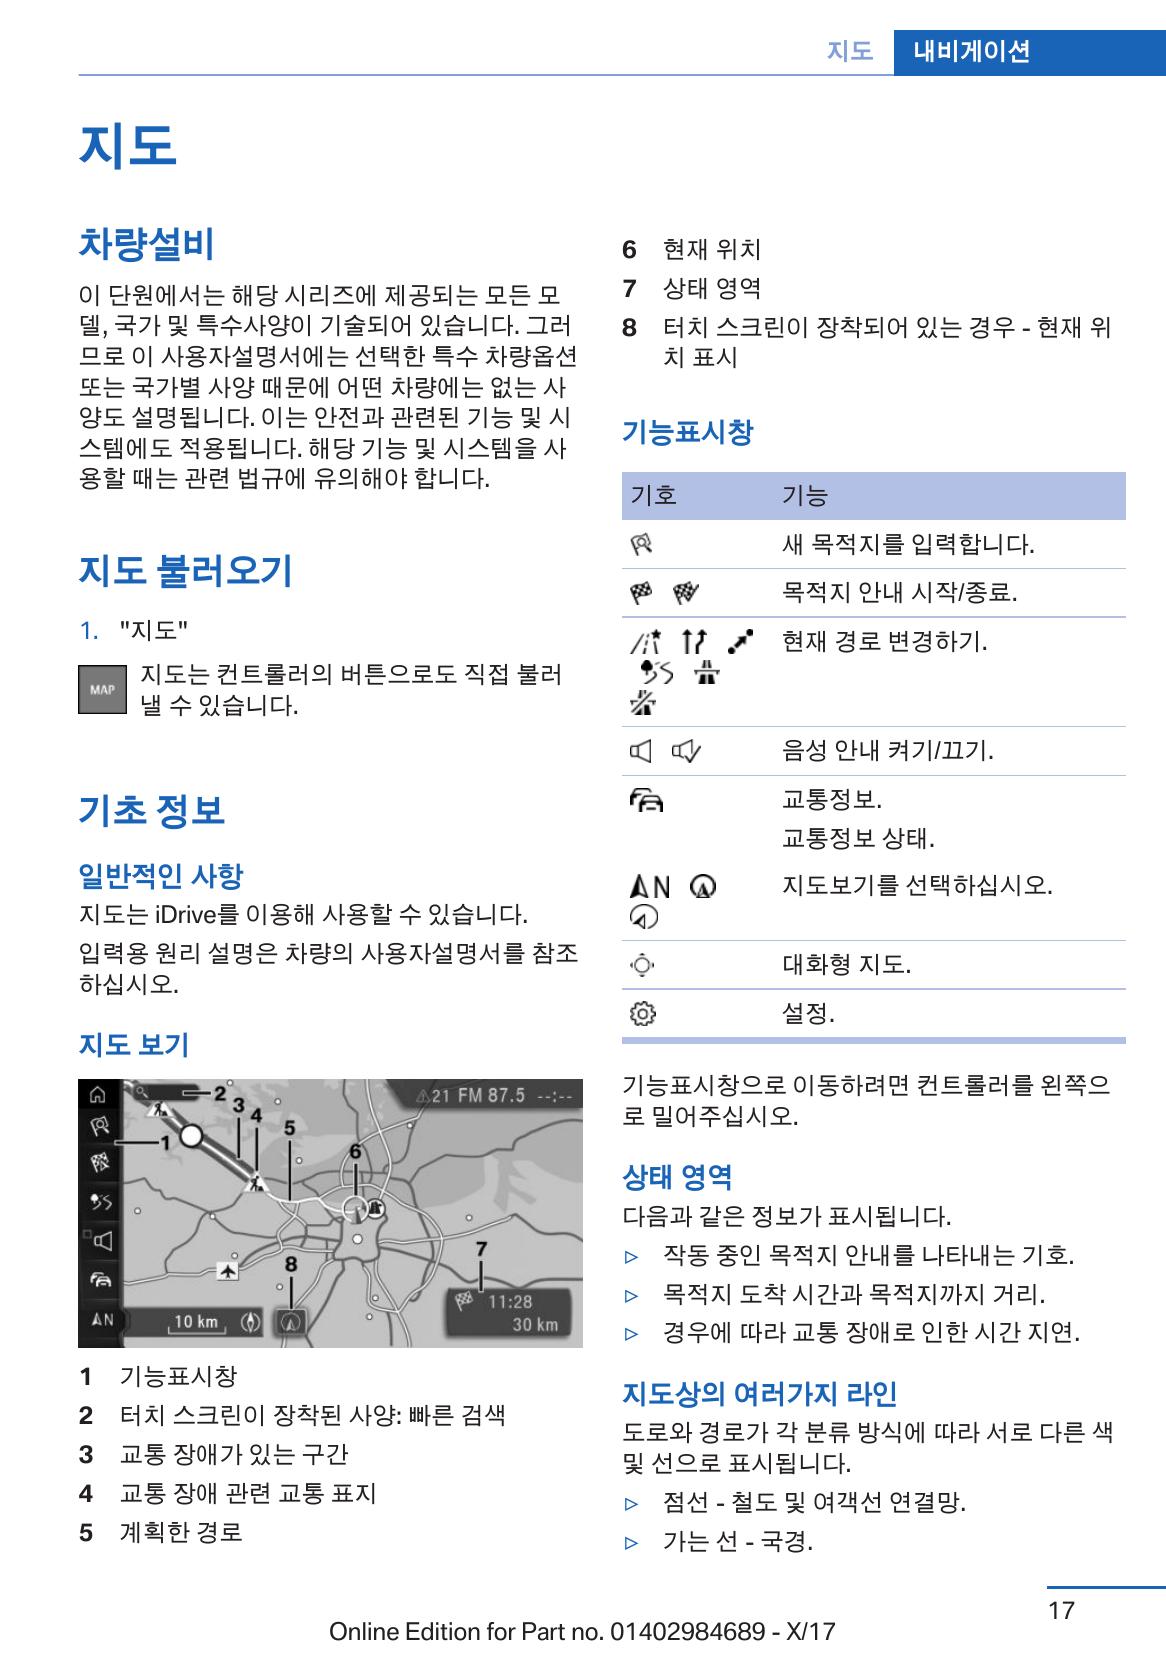 지도 내비게이션
지도
차량설비
이 단원에서는 해당 시리즈에 제공되는 모든 모
델, 국가 및 특수사양이 기술되어 있습니다. 그러
므로 이 사용자설명서에는 선택한 특수 차량옵션
또는 국가별 사양 때문에 어떤 차량에는 없는 사
양도 설명됩니다. 이는 안전과 관련된 기능 및 시
스템에도 적용됩니다. 해당 기능 및 시스템을 사
용할 때는 관련 법규에 유의해야 합니다.
지도 불러오기
1. "지도"
MAP
지도는 컨트롤러의 버튼으로도 직접 불러
낼 수 있습니다.
기초 정보
일반적인 사항
지도는 iDrive를 이용해 사용할 수 있습니다.
입력용 원리 설명은 차량의 사용자설명서를 참조
하십시오.
지도 보기
21 FM 87.5 --:--
1
2
3
4
5
6
7
8
11:28
30 km
10 km
N
1 기능표시창
2 터치 스크린이 장착된 사양: 빠른 검색
3 교통 장애가 있는 구간
4 교통 장애 관련 교통 표지
5 계획한 경로
6 현재 위치
7 상태 영역
8 터치 스크린이 장착되어 있는 경우 - 현재 위
치 표시
기능표시창
기호 기능
새 목적지를 입력합니다.
목적지 안내 시작/종료.
현재 경로 변경하기.
음성 안내 켜기/끄기.
교통정보.
교통정보 상태.
N 지도보기를 선택하십시오.
대화형 지도.
설정.
기능표시창으로 이동하려면 컨트롤러를 왼쪽으
로 밀어주십시오.
상태 영역
다음과 같은 정보가 표시됩니다.
▷ 작동 중인 목적지 안내를 나타내는 기호.
▷ 목적지 도착 시간과 목적지까지 거리.
▷ 경우에 따라 교통 장애로 인한 시간 지연.
지도상의 여러가지 라인
도로와 경로가 각 분류 방식에 따라 서로 다른 색
및 선으로 표시됩니다.
▷ 점선 - 철도 및 여객선 연결망.
▷ 가는 선 - 국경.
17
Online Edition for Part no. 01402984689 - X/17